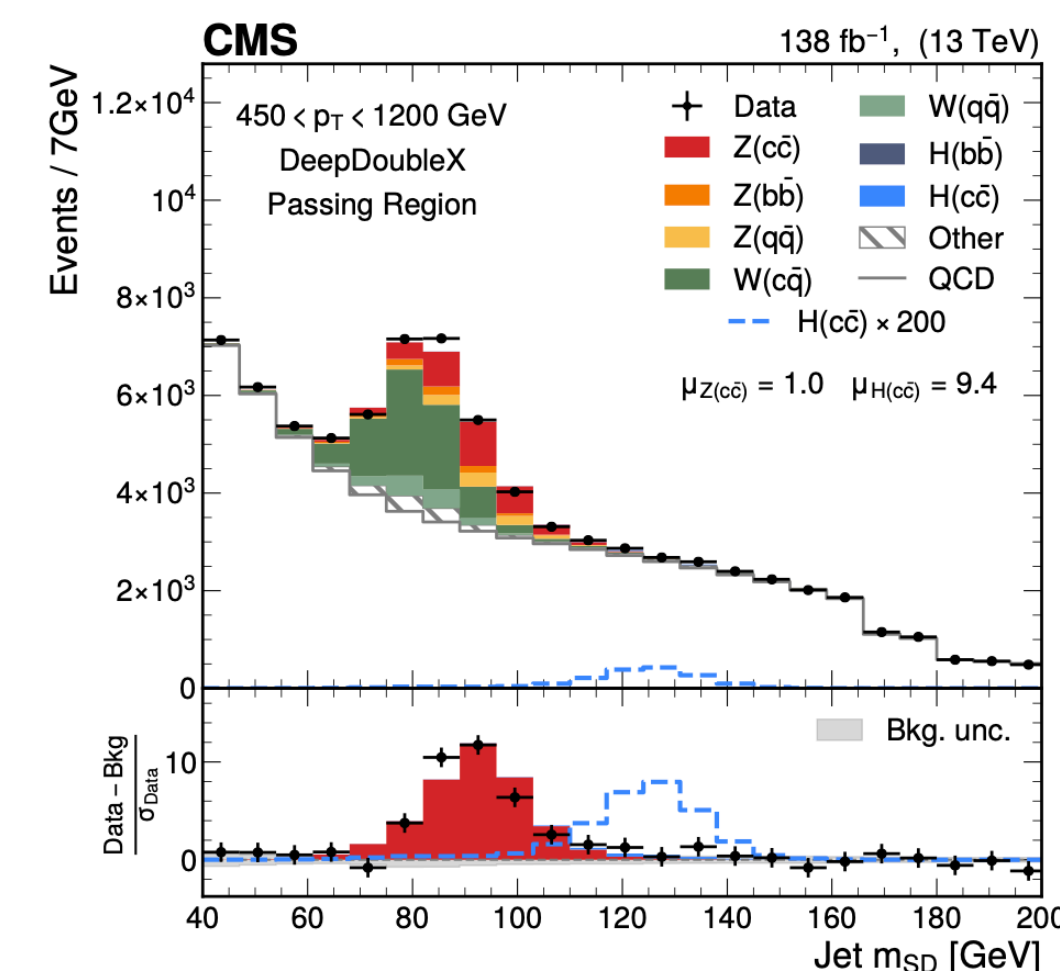 CMS 138 fb⁻¹, (13 TeV)
Events / 7GeV
1.2×10⁴
10⁴
8×10³
6×10³
4×10³
2×10³
0
450 < p_T < 1200 GeV
DeepDoubleX
Passing Region
Data
Z(cc̄)
Z(bb̄)
Z(qq̄)
W(cq̄)
W(qq̄)
H(bb̄)
H(cc̄)
Other
QCD
H(cc̄) × 200
μ_Z(cc̄) = 1.0 μ_H(cc̄) = 9.4
Data – Bkg
σ_Data
10
0
Bkg. unc.
40 60 80 100 120 140 160 180 200
Jet m_SD [GeV]